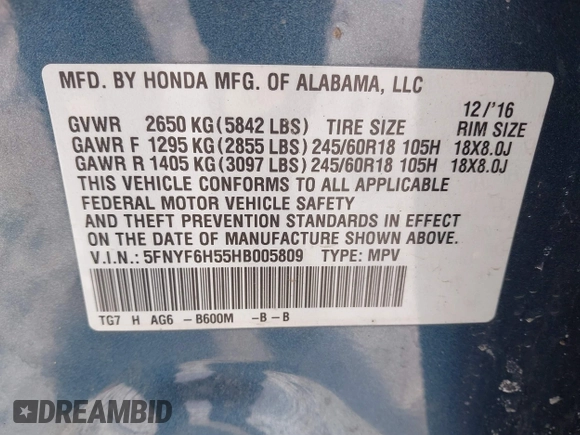 MFD. BY HONDA MFG. OF ALABAMA, LLC
12/'16
GVWR 2650 KG (5842 LBS) TIRE SIZE RIM SIZE
GAWR F 1295 KG (2855 LBS) 245/60R18 105H 18X8.0J
GAWR R 1405 KG (3097 LBS) 245/60R18 105H 18X8.0J
THIS VEHICLE CONFORMS TO ALL APPLICABLE
FEDERAL MOTOR VEHICLE SAFETY
AND THEFT PREVENTION STANDARDS IN EFFECT
ON THE DATE OF MANUFACTURE SHOWN ABOVE.
V.I.N.: 5FNYF6H55HB005809 TYPE: MPV
TG7 H AG6 -B600M -B-B
DREAMBID